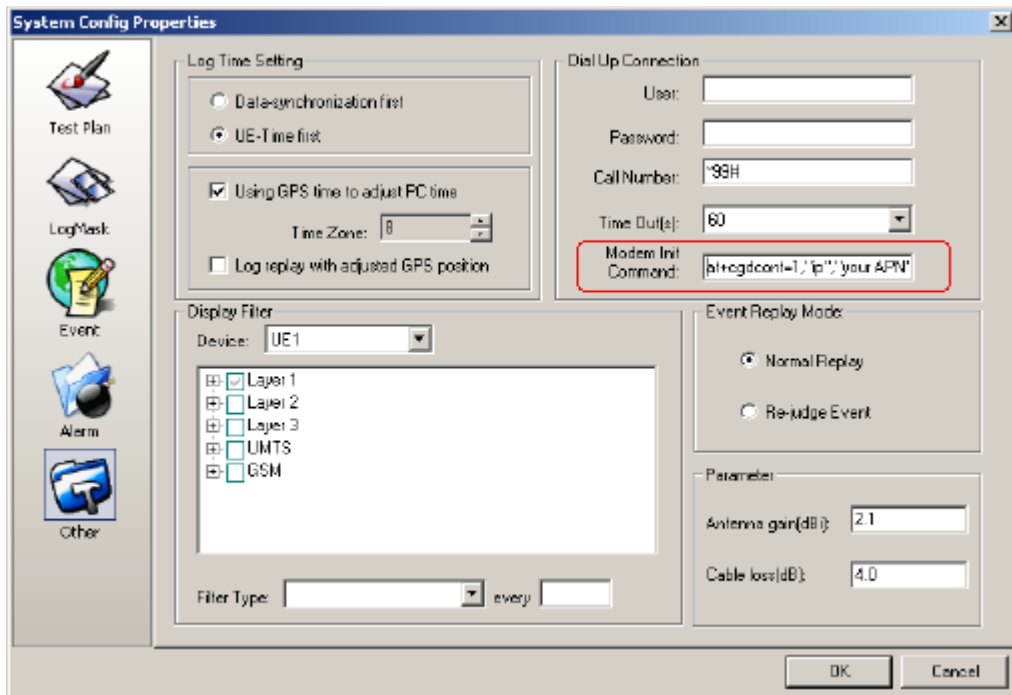 System Config Properties
Test Plan
LogMask
Event
Alarm
Other
Log Time Setting
Data-synchronization first
UE-Time first
Using GPS time to adjust PC time
Time Zone: 8
Log replay with adjusted GPS position
Dial Up Connection
User:
Password:
Call Number:
Time Out(s): 60
Modem Init
Command: at+cgdcont=1,"ip","your APN"
Display Filter
Device: UE1
Layer 1
Layer 2
Layer 3
UMTS
GSM
Filter Type: every
Event Replay Mode:
Normal Replay
Re-judge Event
Parameter
Antenna gain(dBi): 2.1
Cable loss(dB): 4.0
OK
Cancel